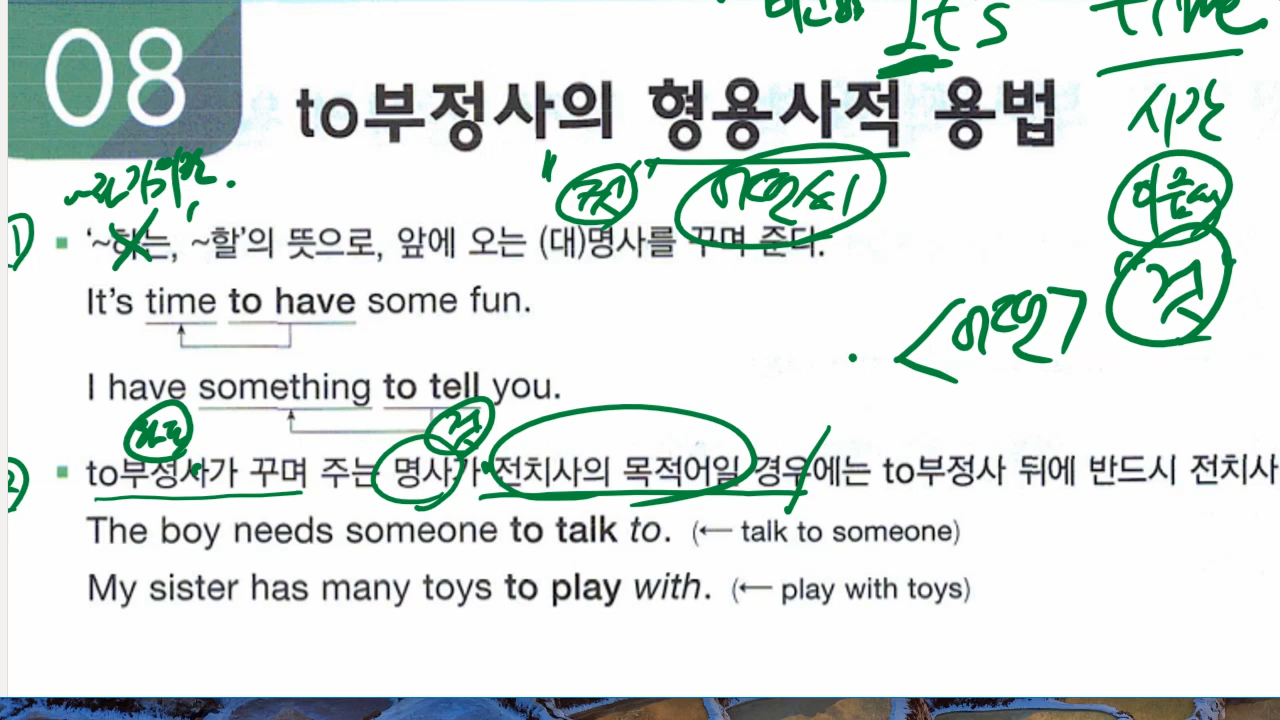 It's time
08
to부정사의 형용사적 용법
시간
"것"
'~하는, ~할'의 뜻으로, 앞에 오는 (대)명사를 꾸며 준다.
"것"
It's time to have some fun.
I have something to tell you.
것
to부정사가 꾸며 주는 명사가 전치사의 목적어일 경우에는 to부정사 뒤에 반드시 전치사
The boy needs someone to talk to. (← talk to someone)
My sister has many toys to play with. (← play with toys)